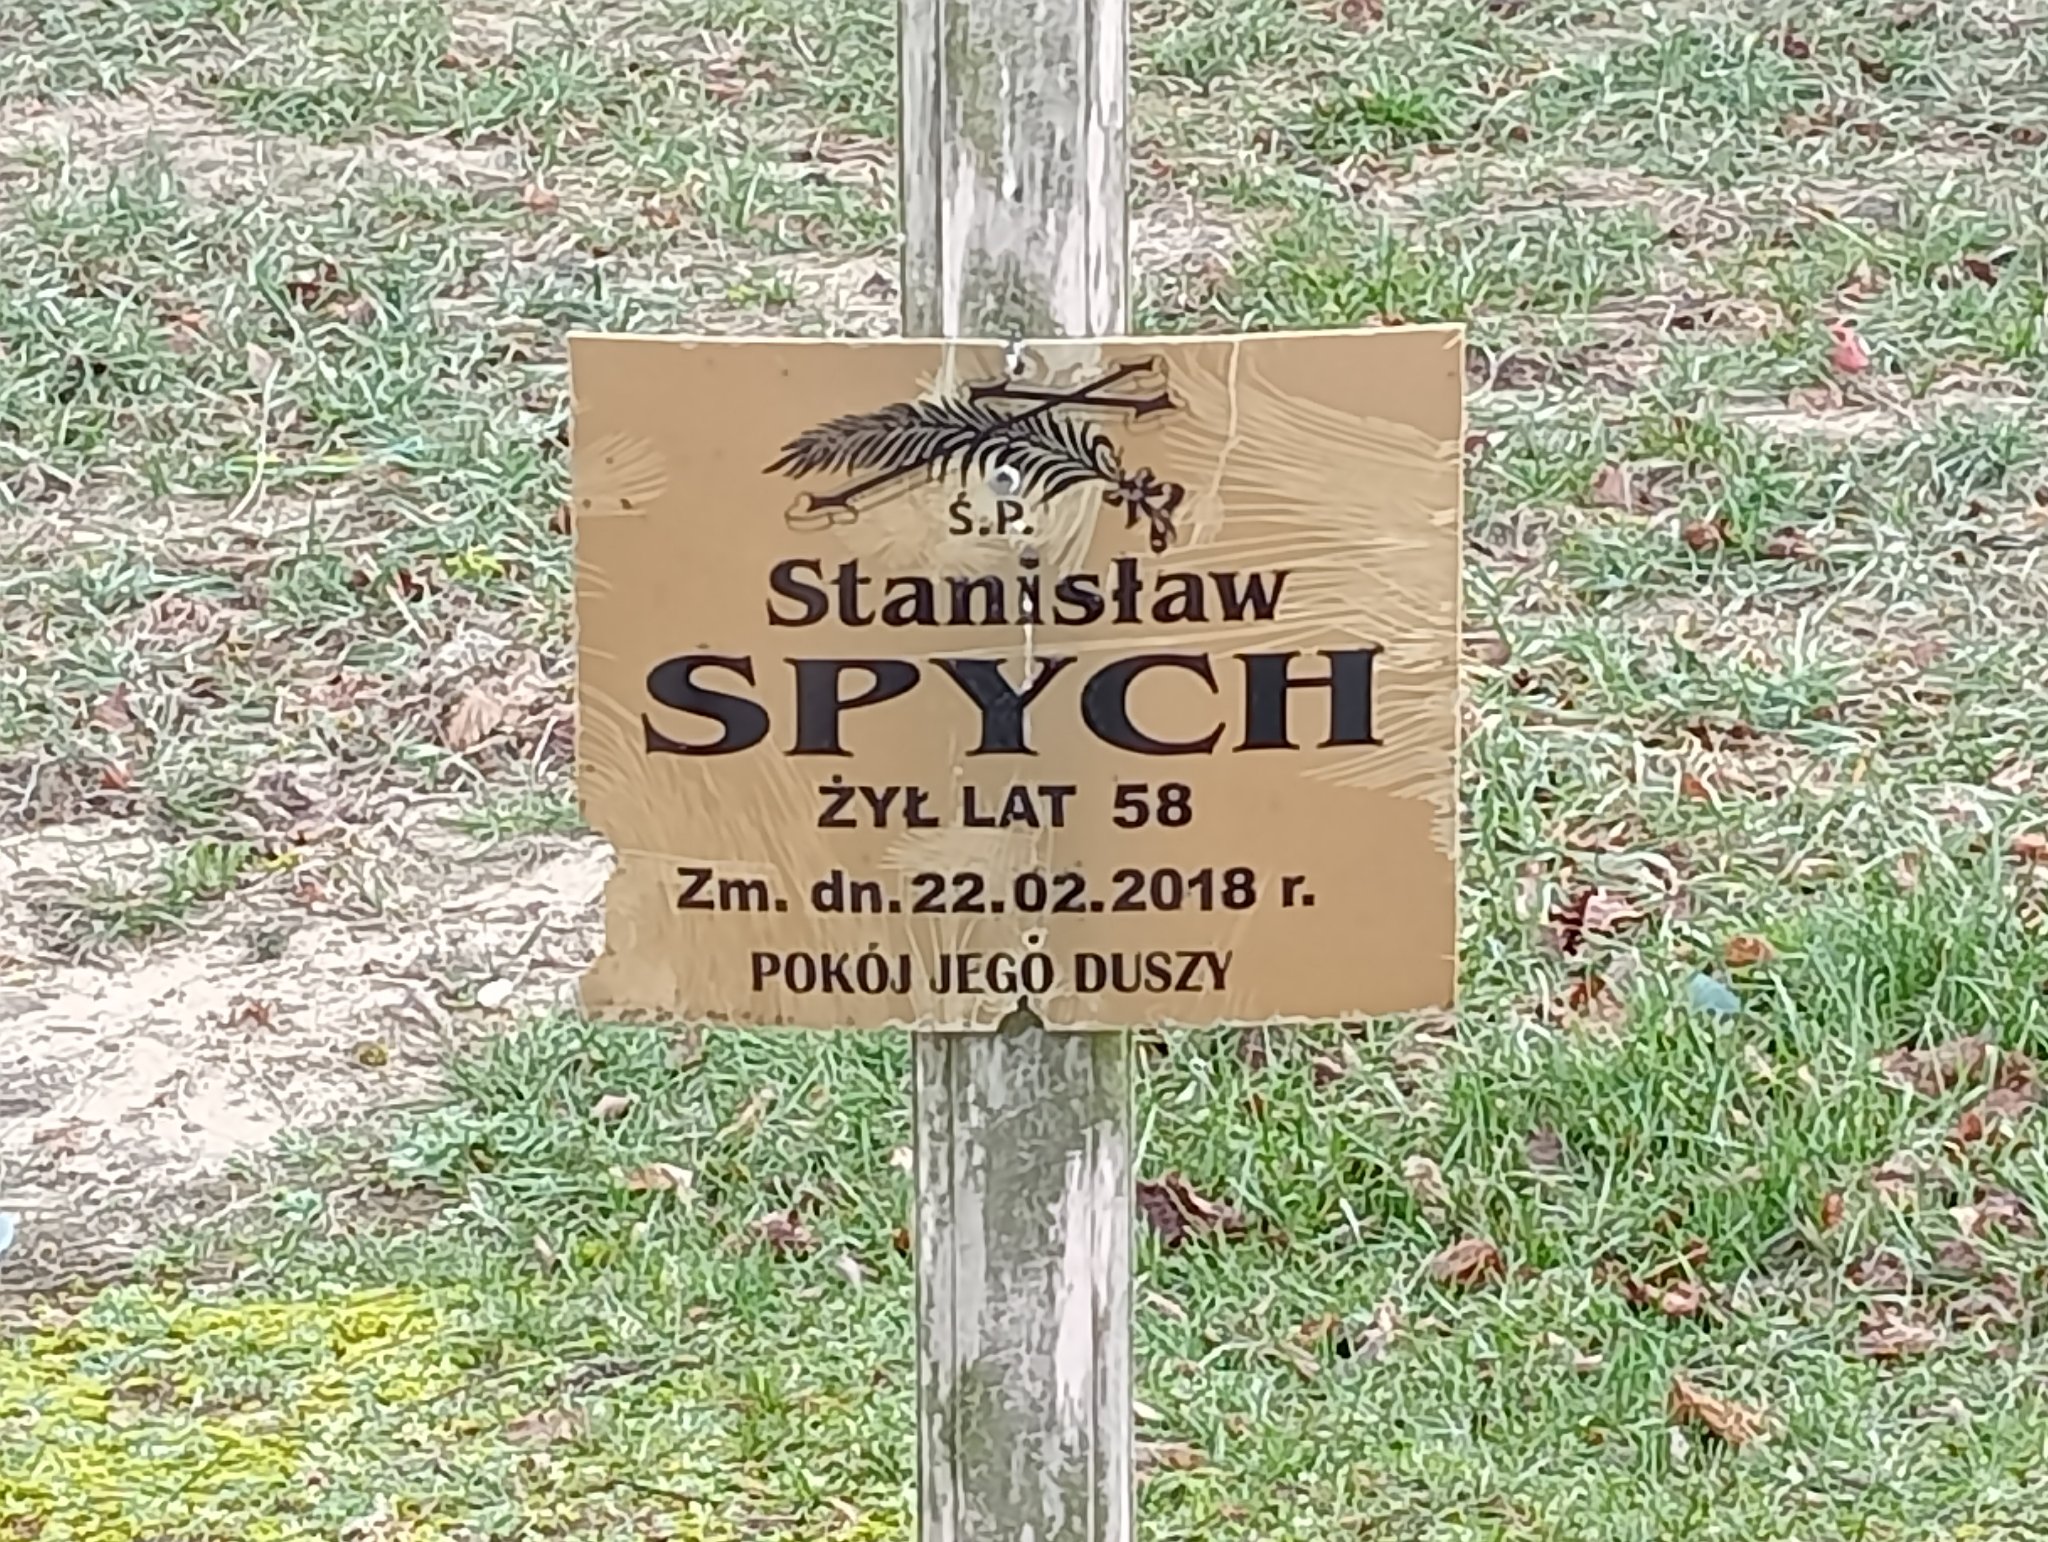 Ś.P.
Stanisław
SPYCH
ŻYŁ LAT 58
Zm. dn. 22.02.2018 r.
POKÓJ JEGO DUSZY